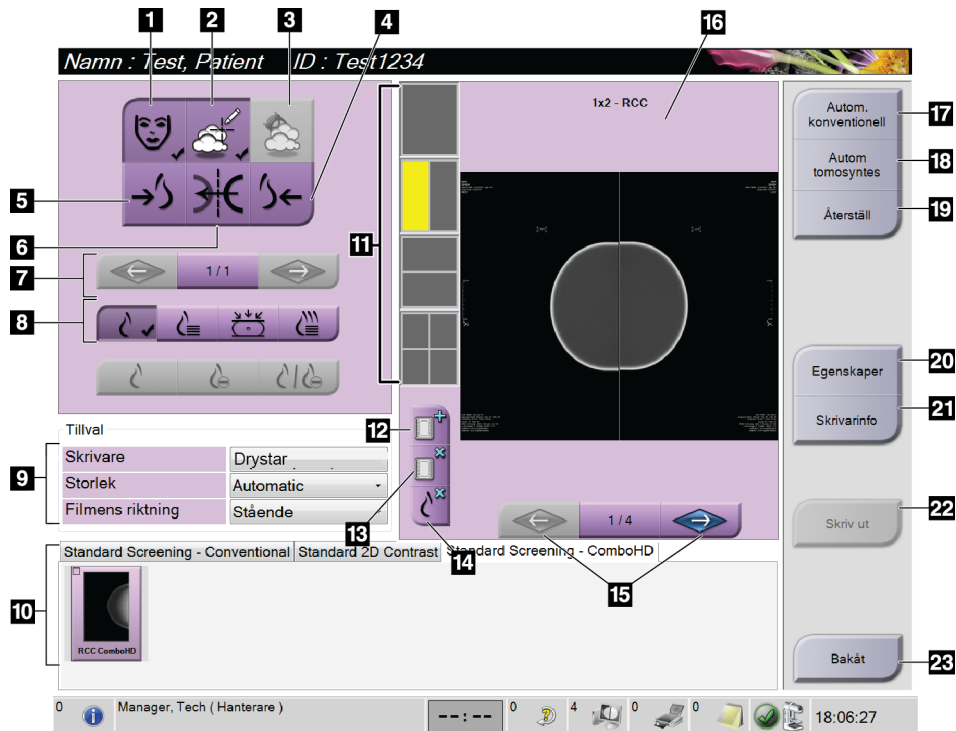 1
2
3
4
16
Namn : Test, Patient ID : Test1234
1x2 - RCC
Autom. konventionell
17
Autom tomosyntes
18
5
Återställ
19
6
11
7
1/1
8
Egenskaper
20
Skrivarinfo
21
Tillval
12
9
Skrivare
Drystar
Storlek
Automatic
Filmens riktning
Stående
13
1/4
Skriv ut
22
14
15
10
Standard Screening - Conventional
Standard 2D Contrast
Standard Screening - ComboHD
RCC ComboHD
Bakåt
23
0
Manager, Tech ( Hanterare )
--:--
0
4
0
0
18:06:27